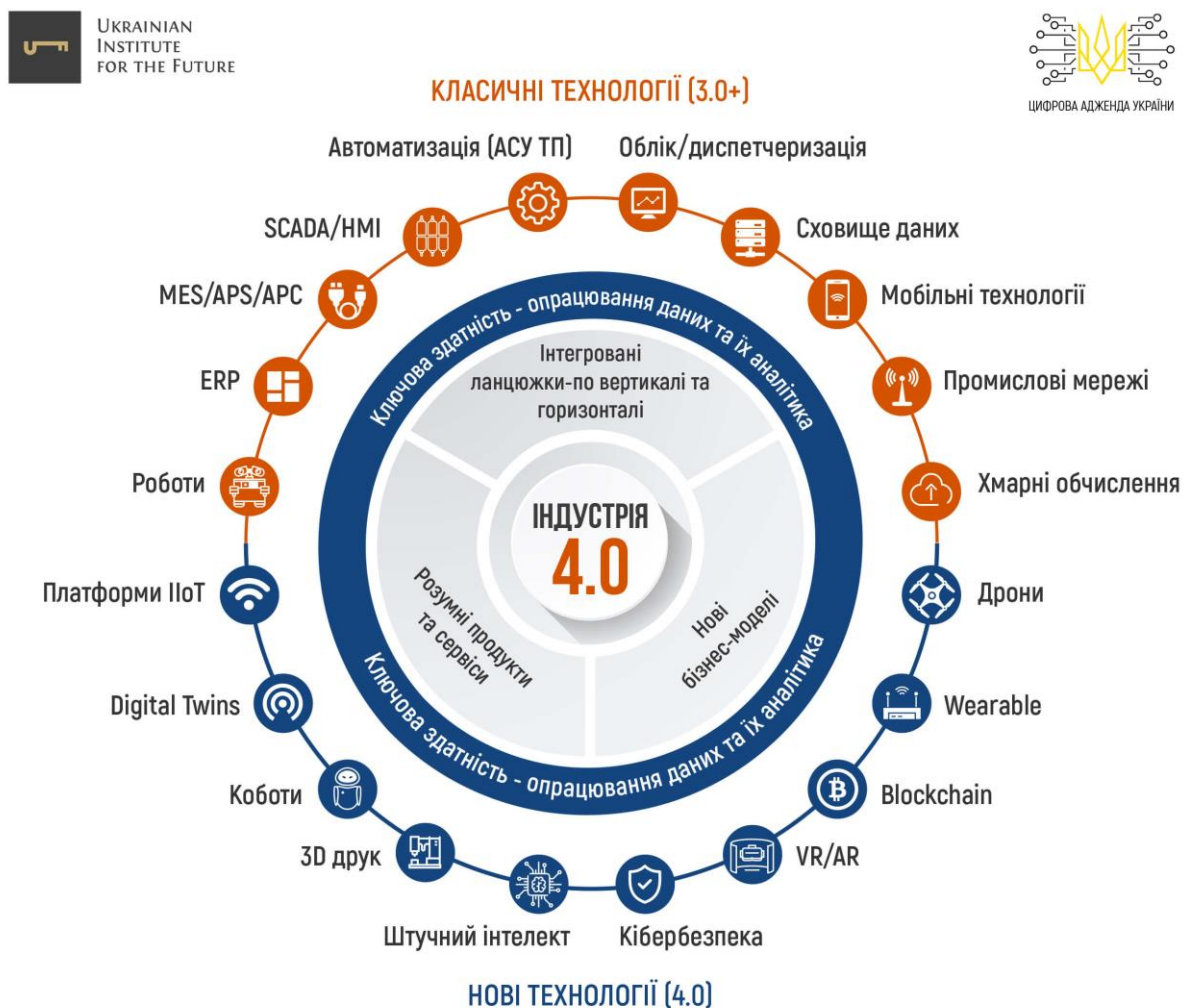 UKRAINIAN
INSTITUTE
FOR THE FUTURE
ЦИФРОВА АДЖЕНДА УКРАЇНИ
КЛАСИЧНІ ТЕХНОЛОГІЇ (3.0+)
Автоматизація (АСУ ТП)
Облік/диспетчеризація
SCADA/HMI
Сховище даних
MES/APS/APC
Мобільні технології
ERP
Промислові мережі
Роботи
Хмарні обчислення
Ключова здатність - опрацювання даних та їх аналітика
Інтегровані
ланцюжки-по вертикалі та
горизонталі
ІНДУСТРІЯ
4.0
Розумні продукти
та сервіси
Нові
бізнес-моделі
Ключова здатність - опрацювання даних та їх аналітика
Платформи IIoT
Дрони
Digital Twins
Wearable
Коботи
Blockchain
3D друк
VR/AR
Штучний інтелект
Кібербезпека
НОВІ ТЕХНОЛОГІЇ (4.0)